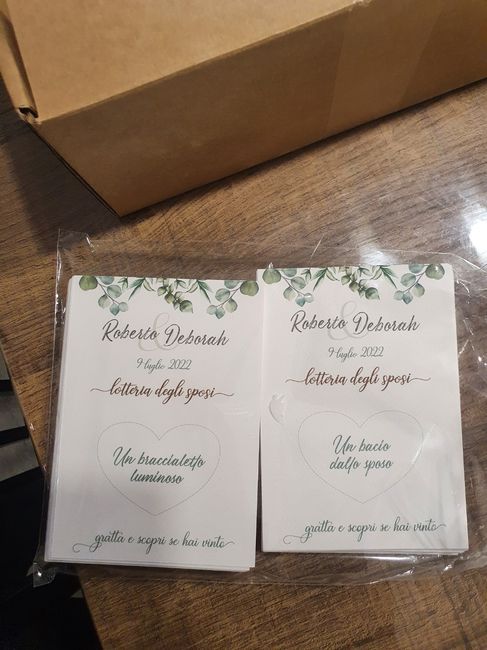 Roberto & Deborah
9 luglio 2022
lotteria degli sposi
Un braccialetto
luminoso
gratta e scopri se hai vinto
Roberto & Deborah
9 luglio 2022
lotteria degli sposi
Un bacio
dallo sposo
gratta e scopri se hai vinto